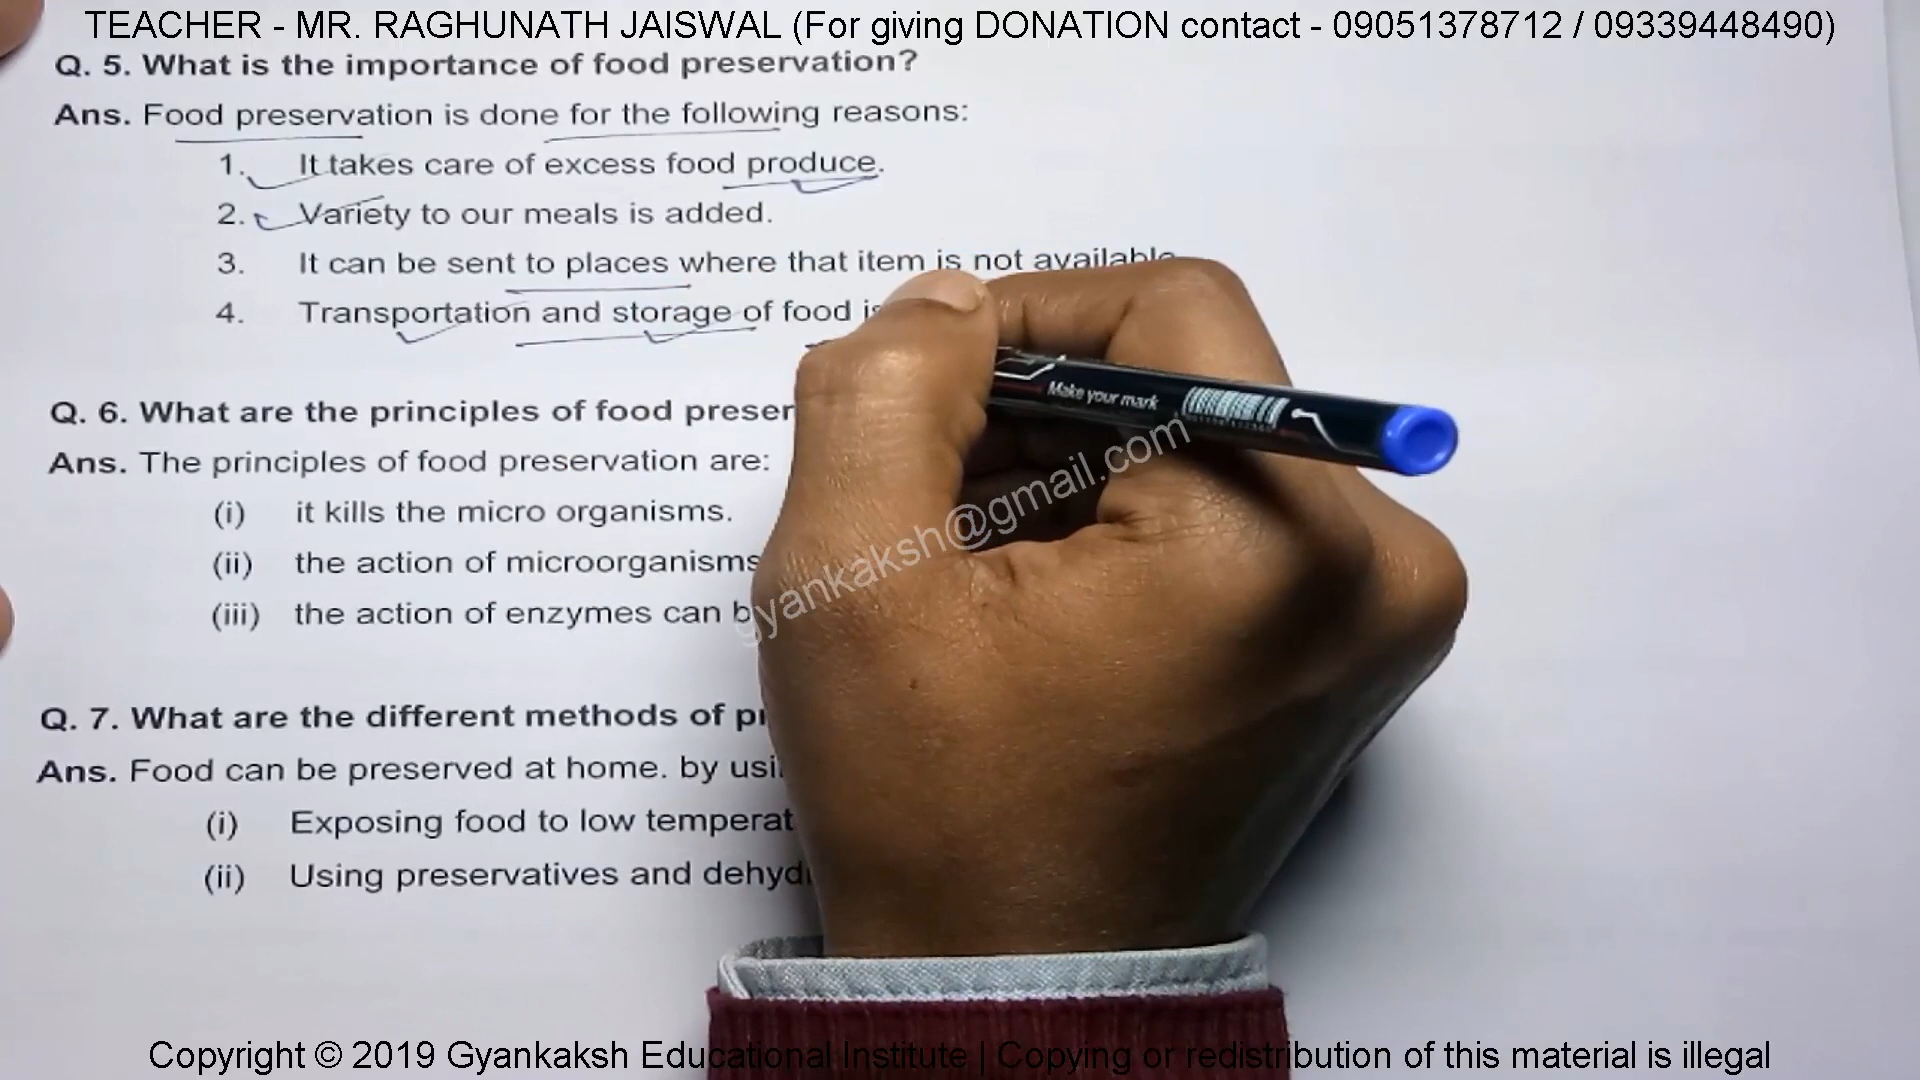 TEACHER - MR. RAGHUNATH JAISWAL (For giving DONATION contact - 09051378712 / 09339448490)
Q. 5. What is the importance of food preservation?
Ans. Food preservation is done for the following reasons:
1. It takes care of excess food produce.
2. Variety to our meals is added.
3. It can be sent to places where that item is not available
4. Transportation and storage of food
Q. 6. What are the principles of food
Ans. The principles of food preservation are:
(i) it kills the micro organisms.
(ii) the action of microorganisms
(iii) the action of enzymes can
Q. 7. What are the different methods of
Ans. Food can be preserved at home. by
(i) Exposing food to low
(ii) Using preservatives and
Make your mark
gyankaksh@gmail.com
Copyright © 2019 Gyankaksh Educational Institute | Copying or redistribution of this material is illegal